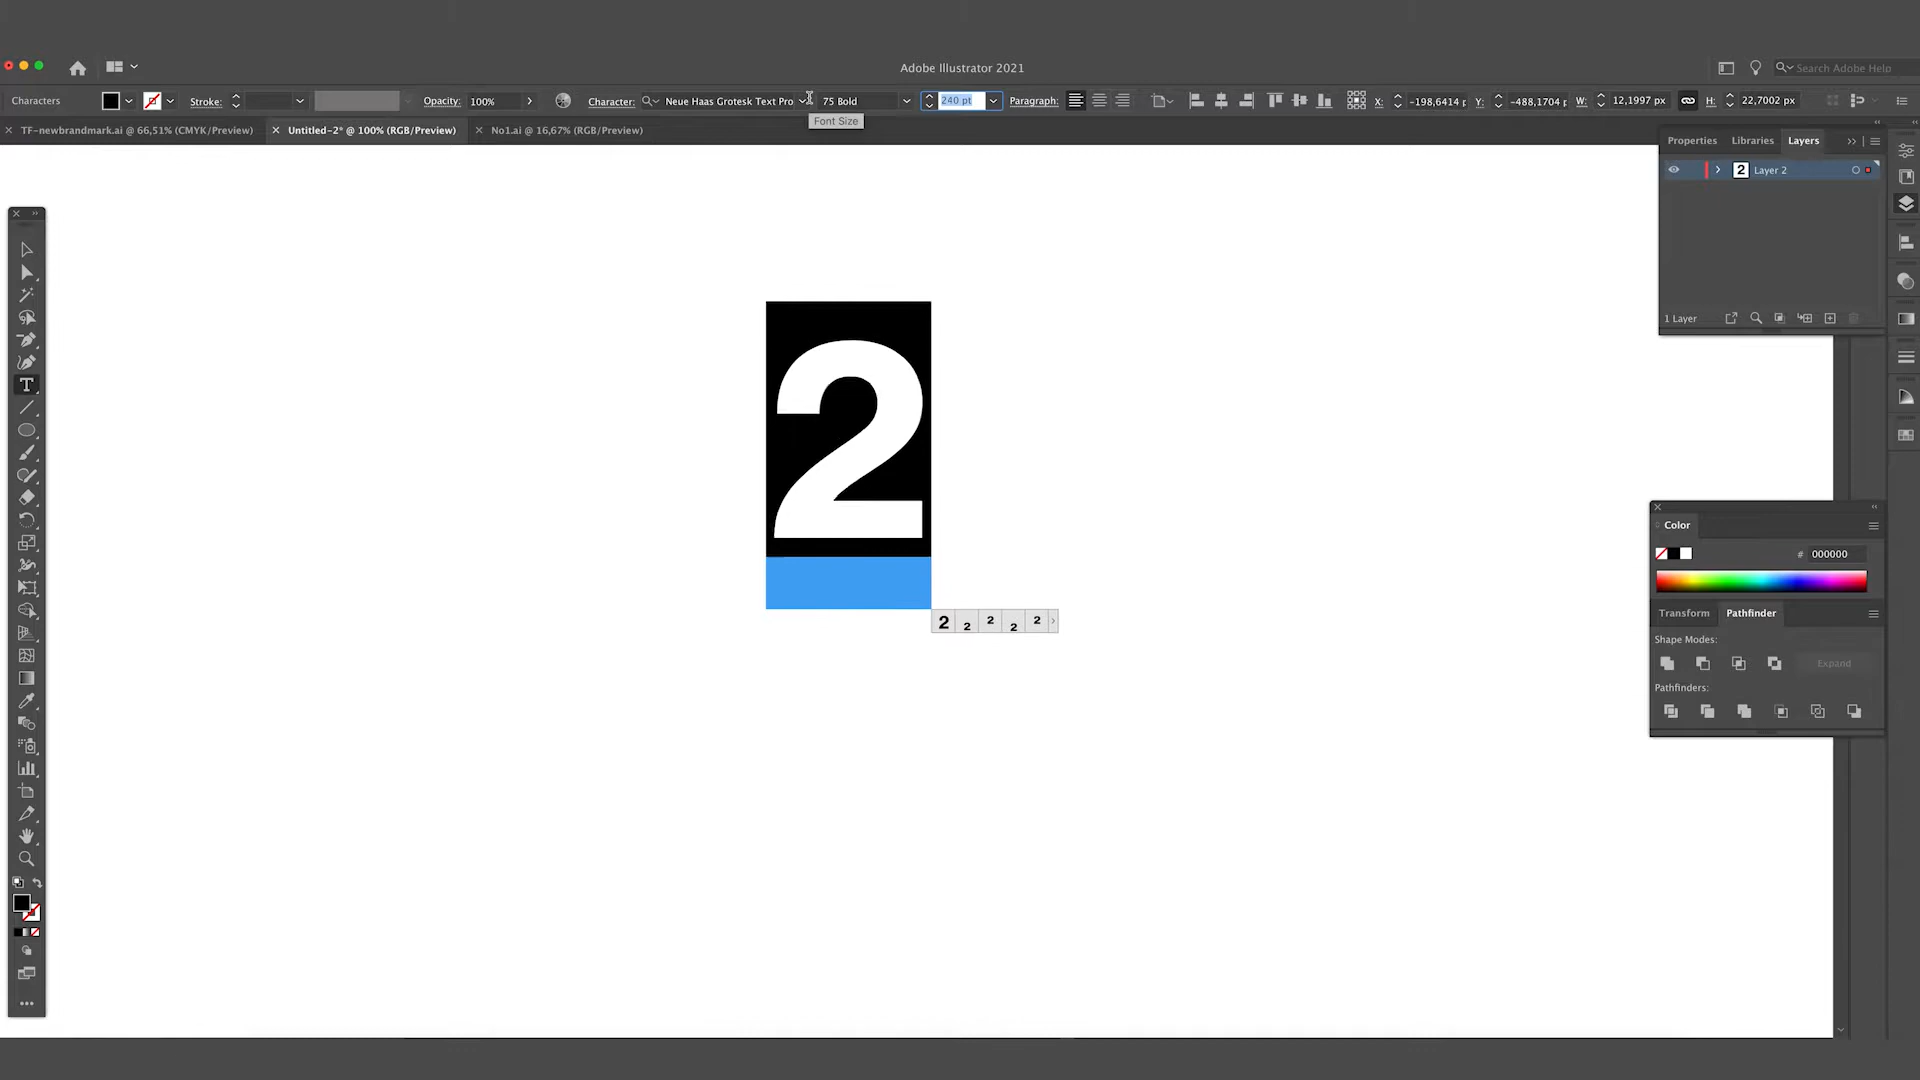 Adobe Illustrator 2021
Search Adobe Help
Characters
Stroke:
Opacity: 100%
Character: Neue Haas Grotesk Text Pro
75 Bold
240 pt
Paragraph:
X: -198,6414 p
Y: -488,1704 p
W: 12,1997 px
H: 22,7002 px
Font Size
TF-newbrandmark.ai @ 66,51% (CMYK/Preview)
Untitled-2* @ 100% (RGB/Preview)
No1.ai @ 16,67% (RGB/Preview)
Properties
Libraries
Layers
2 Layer 2
1 Layer
T
2
2 2 2 2 2
Color
# 000000
Transform
Pathfinder
Shape Modes:
Expand
Pathfinders: